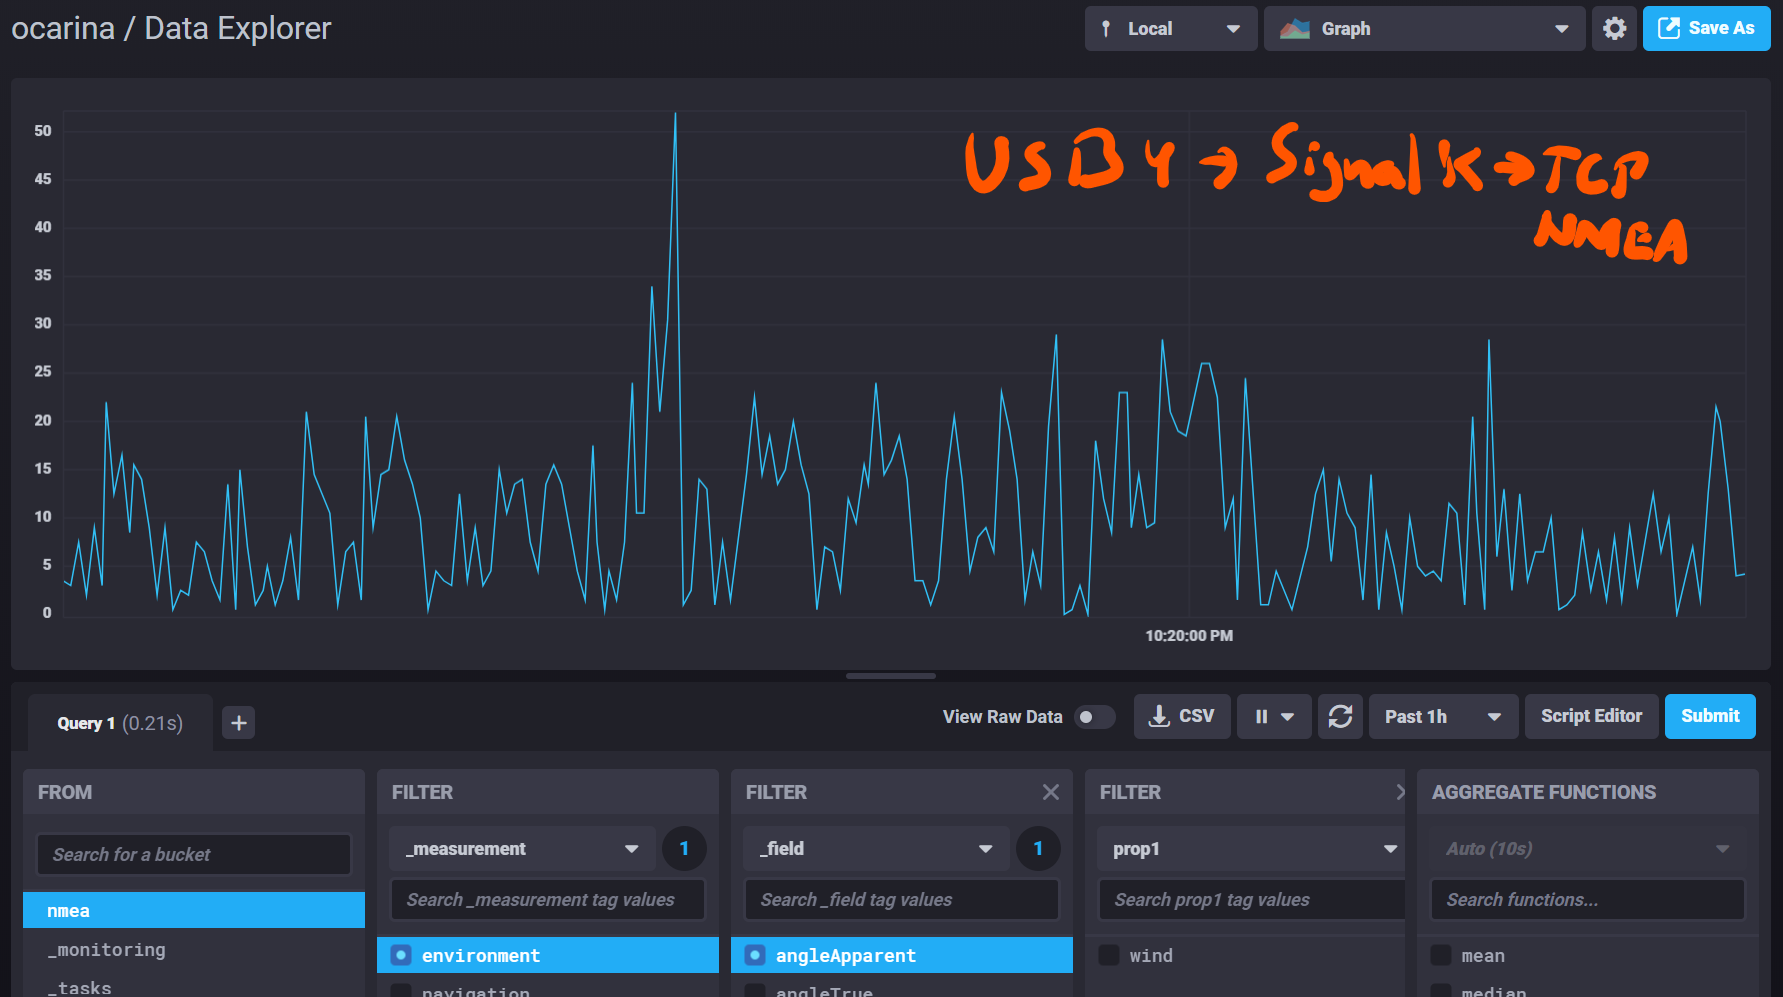 ocarina / Data Explorer
Local
Graph
Save As
50
45
40
35
30
25
20
15
10
5
0
USB4 → SignalK → TCP
NMEA
10:20:00 PM
Query 1 (0.21s)
+
View Raw Data
CSV
Past 1h
Script Editor
Submit
FROM
Search for a bucket
nmea
_monitoring
_tasks
FILTER
_measurement
1
Search _measurement tag values
environment
navigation
FILTER
_field
1
Search _field tag values
angleApparent
angleTrue
FILTER
prop1
Search prop1 tag values
wind
AGGREGATE FUNCTIONS
Auto (10s)
Search functions...
mean
median